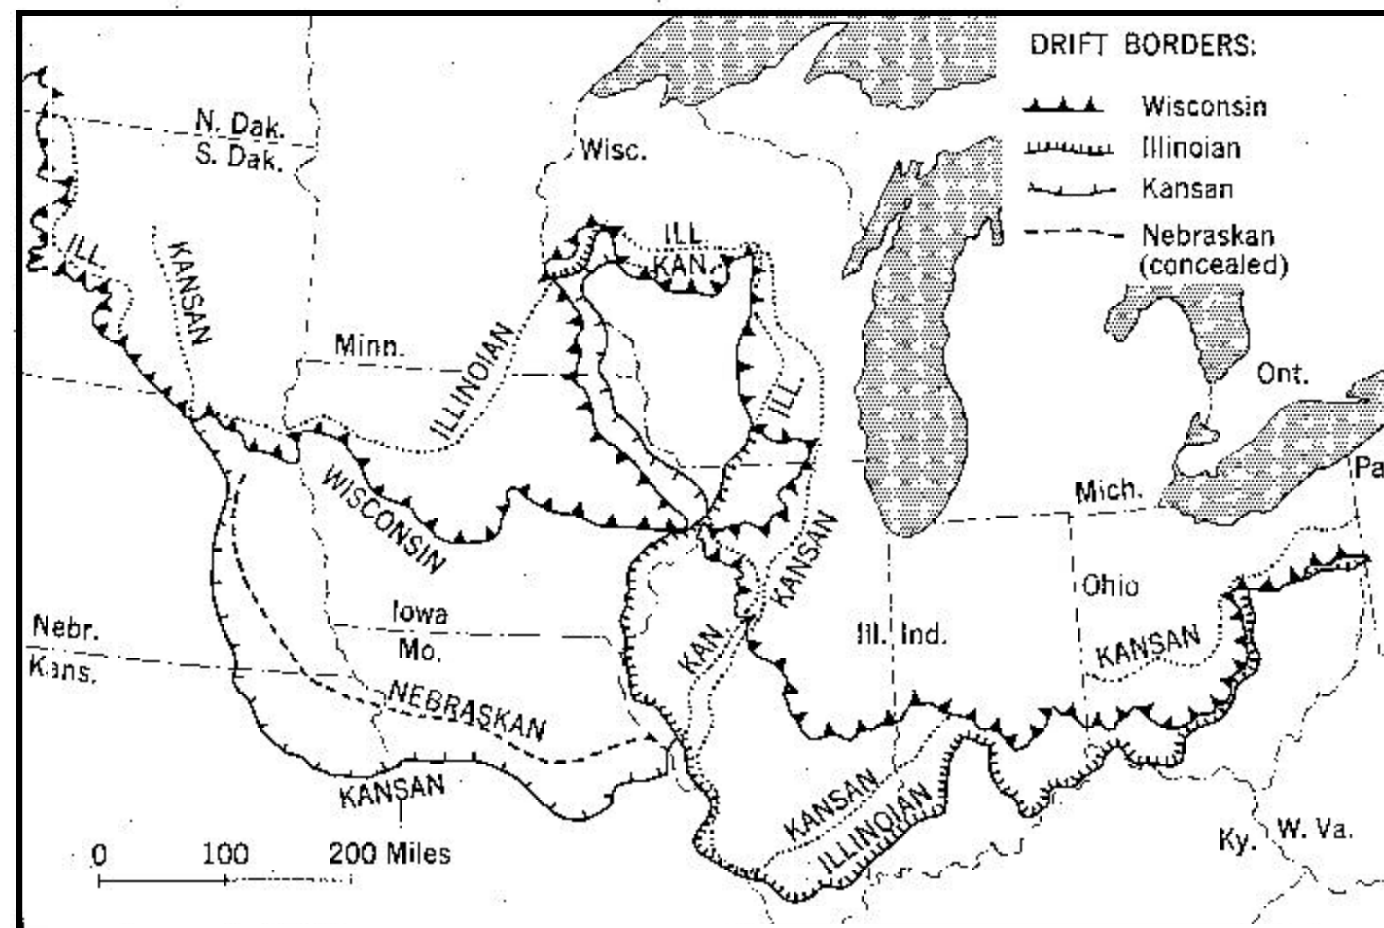 DRIFT BORDERS:
Wisconsin
Illinoian
Kansan
Nebraskan
(concealed)
N. Dak.
S. Dak.
Wisc.
ILL.
KANSAN
ILL.
KAN.
Minn.
ILLINOIAN
ILL.
Ont.
WISCONSIN
Mich.
Pa
KANSAN
Iowa
Mo.
Nebr.
Kans.
KAN.
Ill. Ind.
Ohio
KANSAN
NEBRASKAN
KANSAN
KANSAN
ILLINOIAN
Ky.
W. Va.
0 100 200 Miles